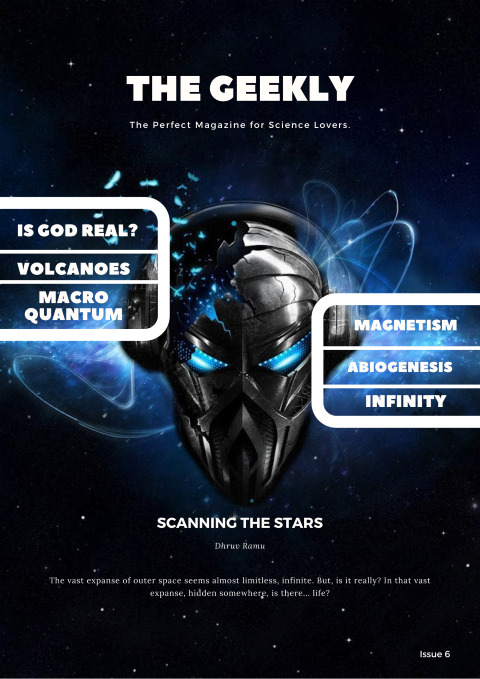 THE GEEKLY
The Perfect Magazine for Science Lovers.
IS GOD REAL?
VOLCANOES
MACRO
QUANTUM
MAGNETISM
ABIOGENESIS
INFINITY
SCANNING THE STARS
Dhruv Ramu
The vast expanse of outer space seems almost limitless, infinite. But, is it really? In that vast
expanse, hidden somewhere, is there... life?
Issue 6